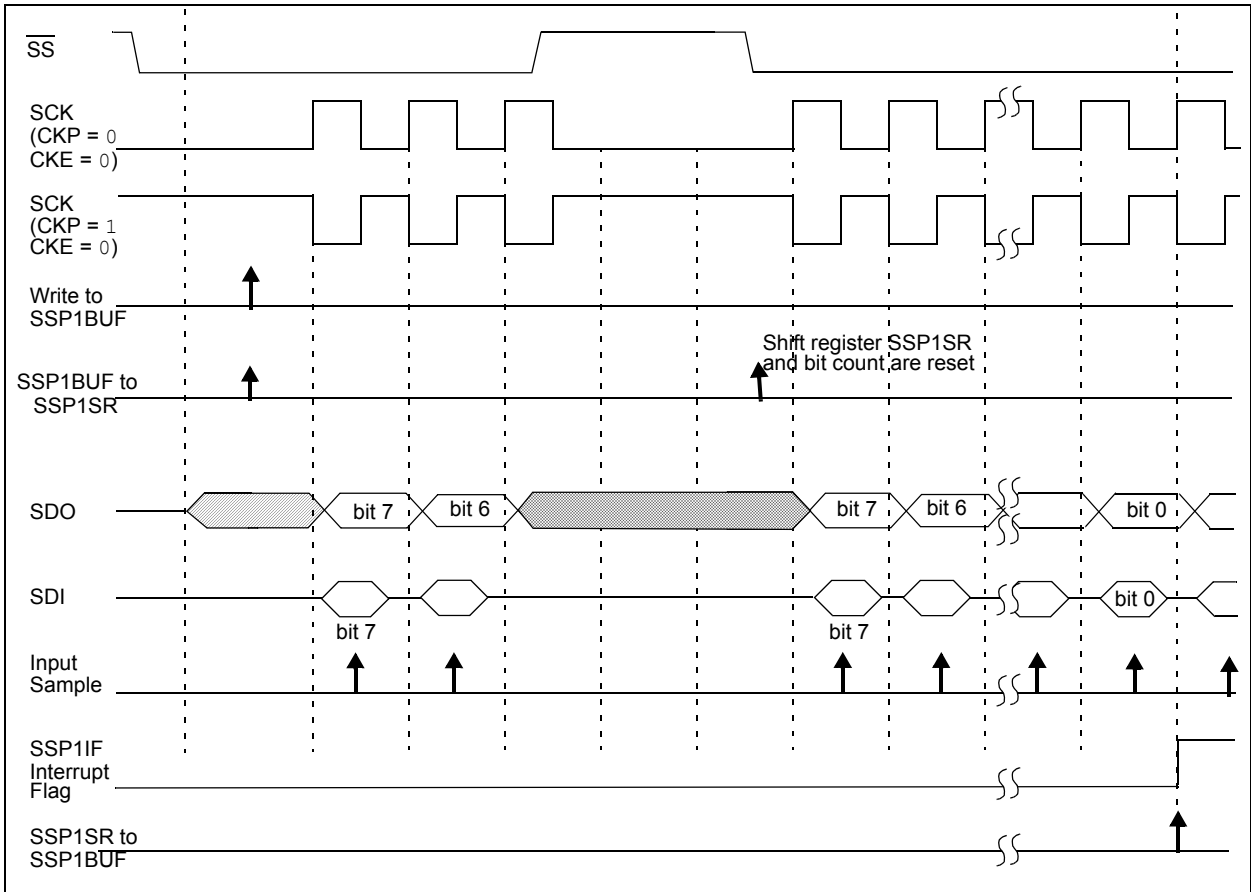 SS
SCK
(CKP = 0
CKE = 0)
SCK
(CKP = 1
CKE = 0)
Write to
SSP1BUF
Shift register SSP1SR
and bit count are reset
SSP1BUF to
SSP1SR
SDO
bit 7
bit 6
bit 7
bit 6
bit 0
SDI
bit 0
bit 7
bit 7
Input
Sample
SSP1IF
Interrupt
Flag
SSP1SR to
SSP1BUF